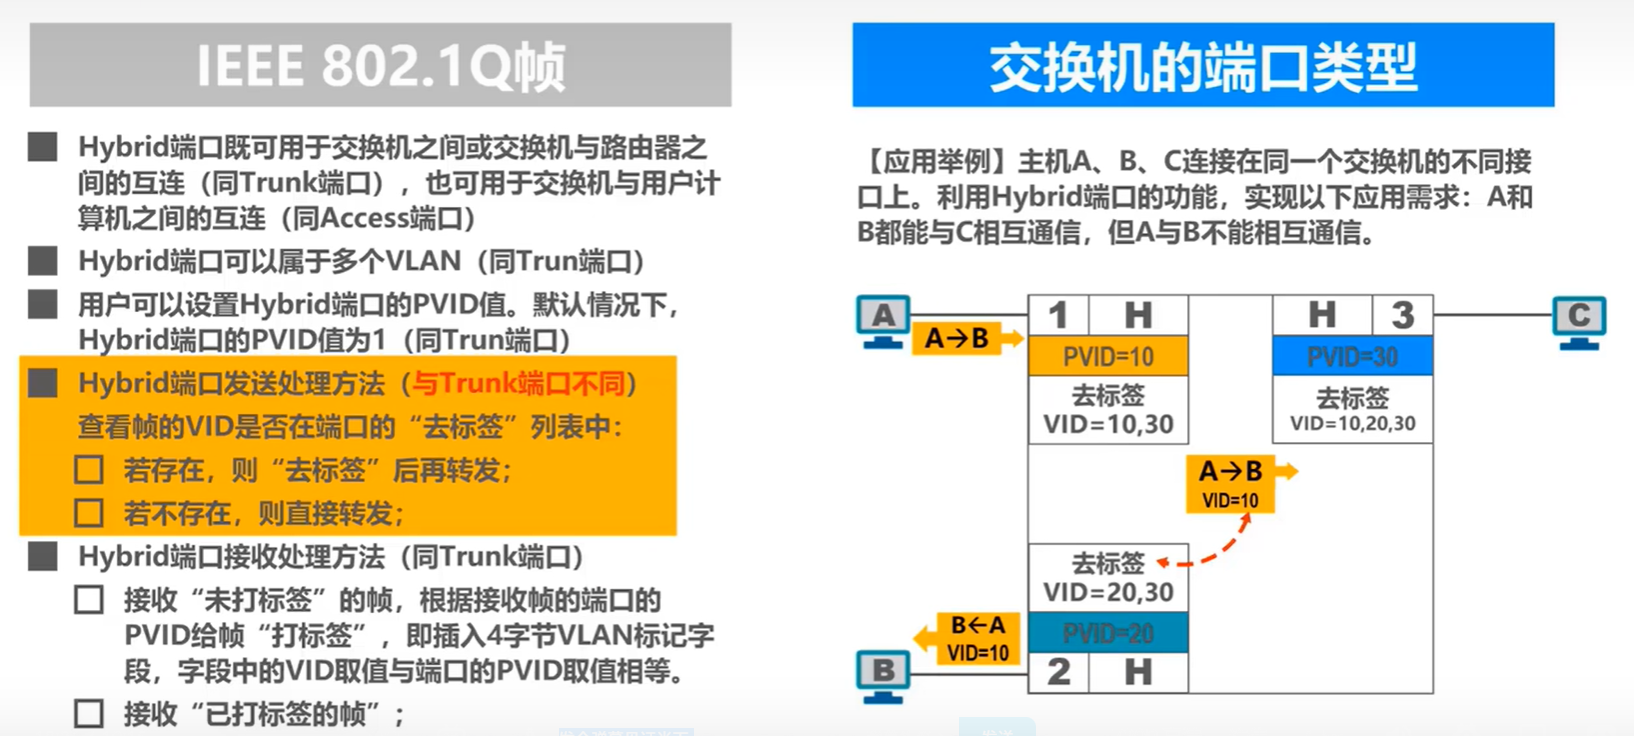 IEEE 802.1Q帧
Hybrid端口既可用于交换机之间或交换机与路由器之
间的互连（同Trunk端口），也可用于交换机与用户计
算机之间的互连（同Access端口）
Hybrid端口可以属于多个VLAN（同Trun端口）
用户可以设置Hybrid端口的PVID值。默认情况下，
Hybrid端口的PVID值为1（同Trun端口）
Hybrid端口发送处理方法（与Trunk端口不同）
查看帧的VID是否在端口的“去标签”列表中：
若存在，则“去标签”后再转发；
若不存在，则直接转发；
Hybrid端口接收处理方法（同Trunk端口）
接收“未打标签”的帧，根据接收帧的端口的
PVID给帧“打标签”，即插入4字节VLAN标记字
段，字段中的VID取值与端口的PVID取值相等。
接收“已打标签的帧”；
交换机的端口类型
【应用举例】主机A、B、C连接在同一个交换机的不同接
口上。利用Hybrid端口的功能，实现以下应用需求：A和
B都能与C相互通信，但A与B不能相互通信。
A
A→B
1 H
PVID=10
去标签
VID=10,30
H 3
PVID=30
去标签
VID=10,20,30
C
A→B
VID=10
去标签
VID=20,30
PVID=20
2 H
B←A
VID=10
B